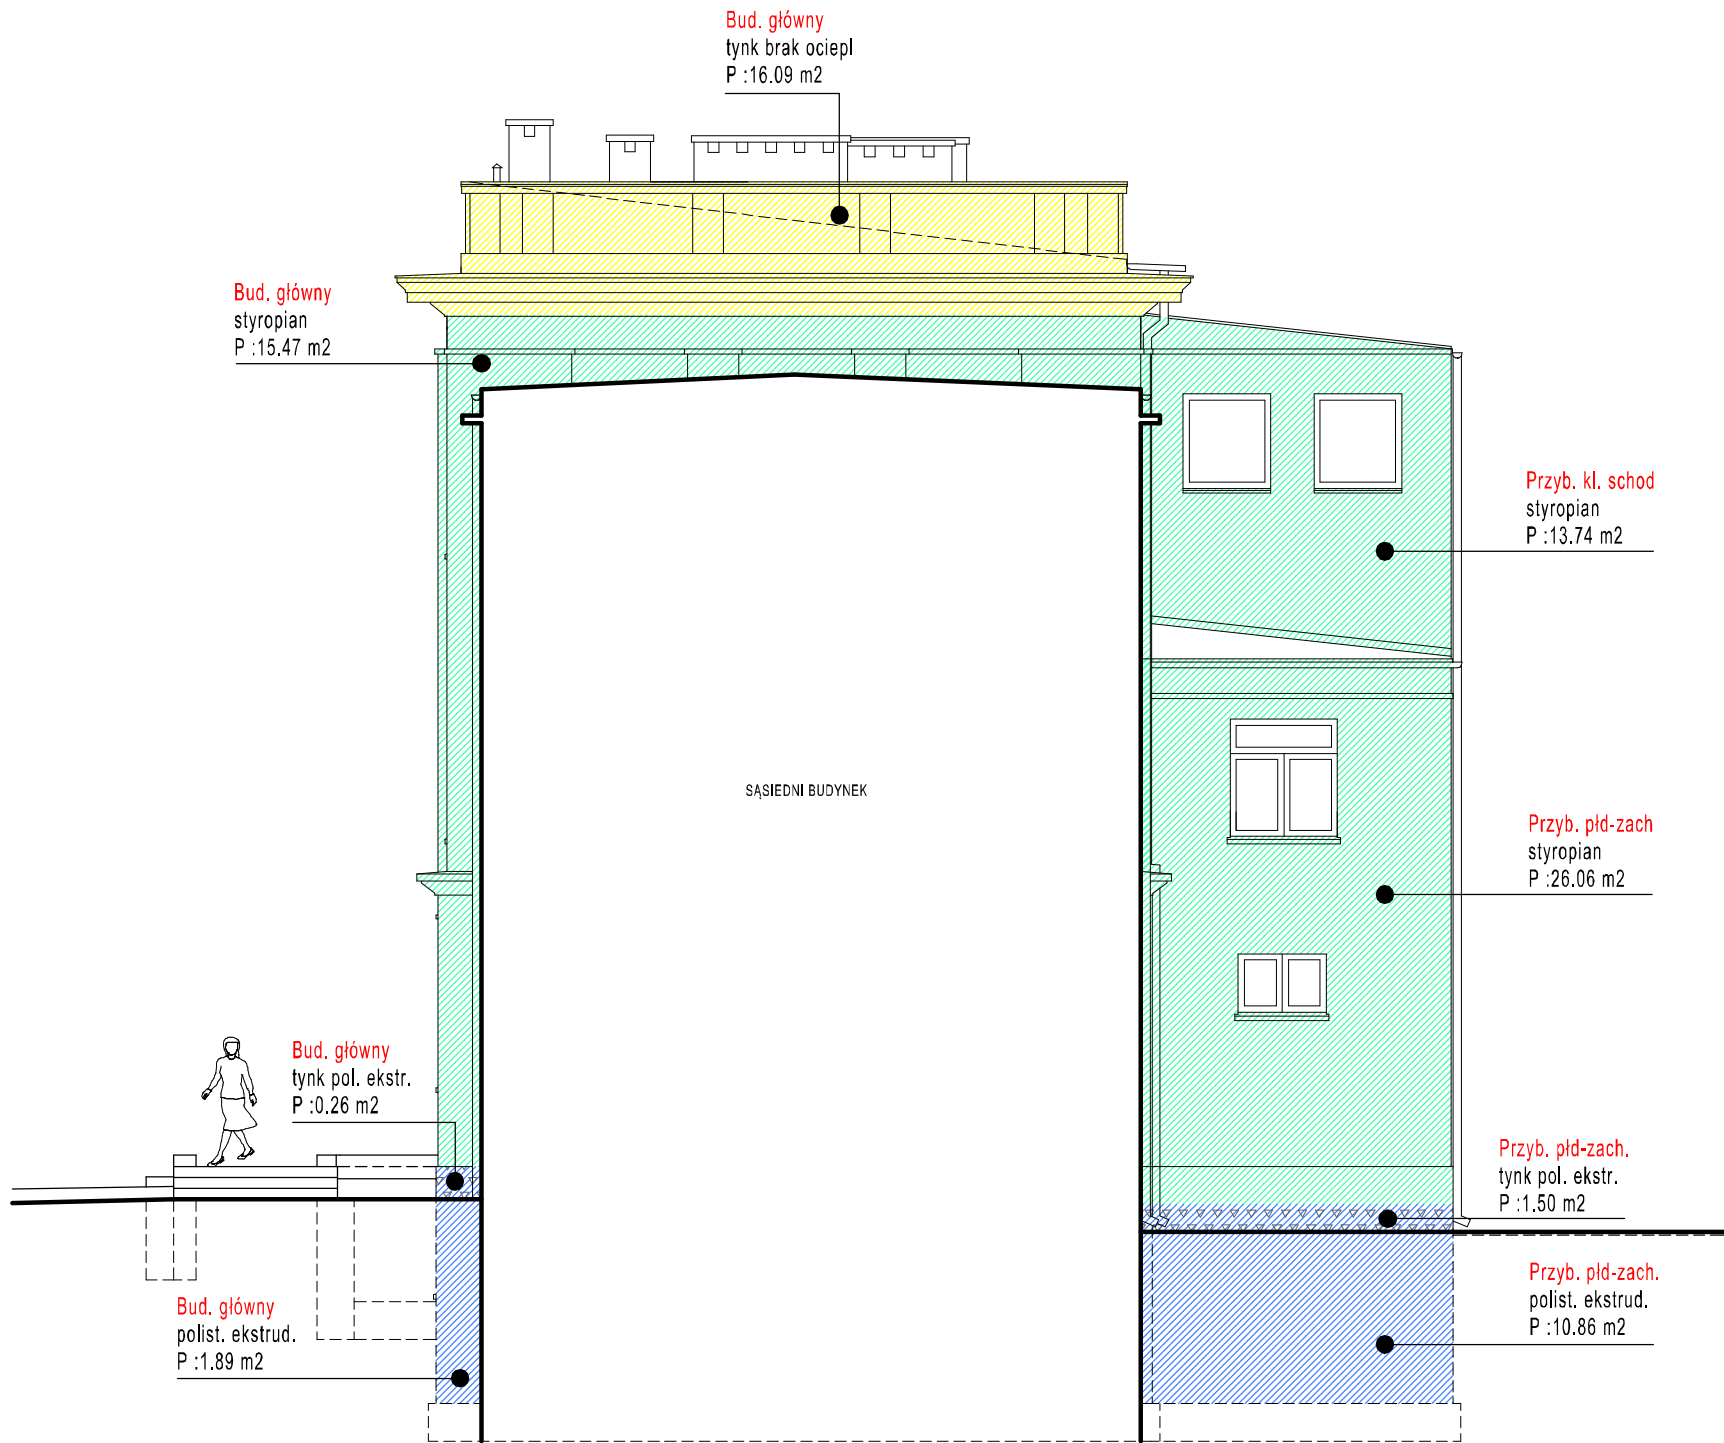 Bud. główny
tynk brak ociepl
P :16.09 m2
Bud. główny
styropian
P :15.47 m2
Przyb. kl. schod
styropian
P :13.74 m2
SĄSIEDNI BUDYNEK
Przyb. płd-zach
styropian
P :26.06 m2
Bud. główny
tynk pol. ekstr.
P :0.26 m2
Przyb. płd-zach.
tynk pol. ekstr.
P :1.50 m2
Przyb. płd-zach.
polist. ekstrud.
P :10.86 m2
Bud. główny
polist. ekstrud.
P :1.89 m2